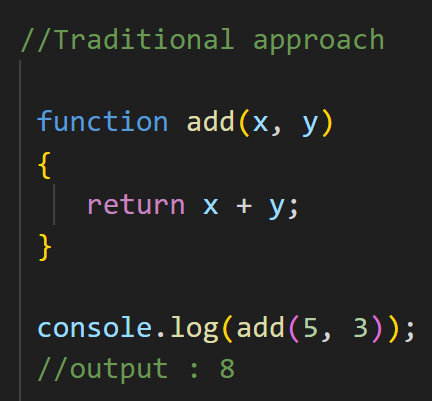 //Traditional approach
function add(x, y)
{
return x + y;
}
console.log(add(5, 3));
//output : 8